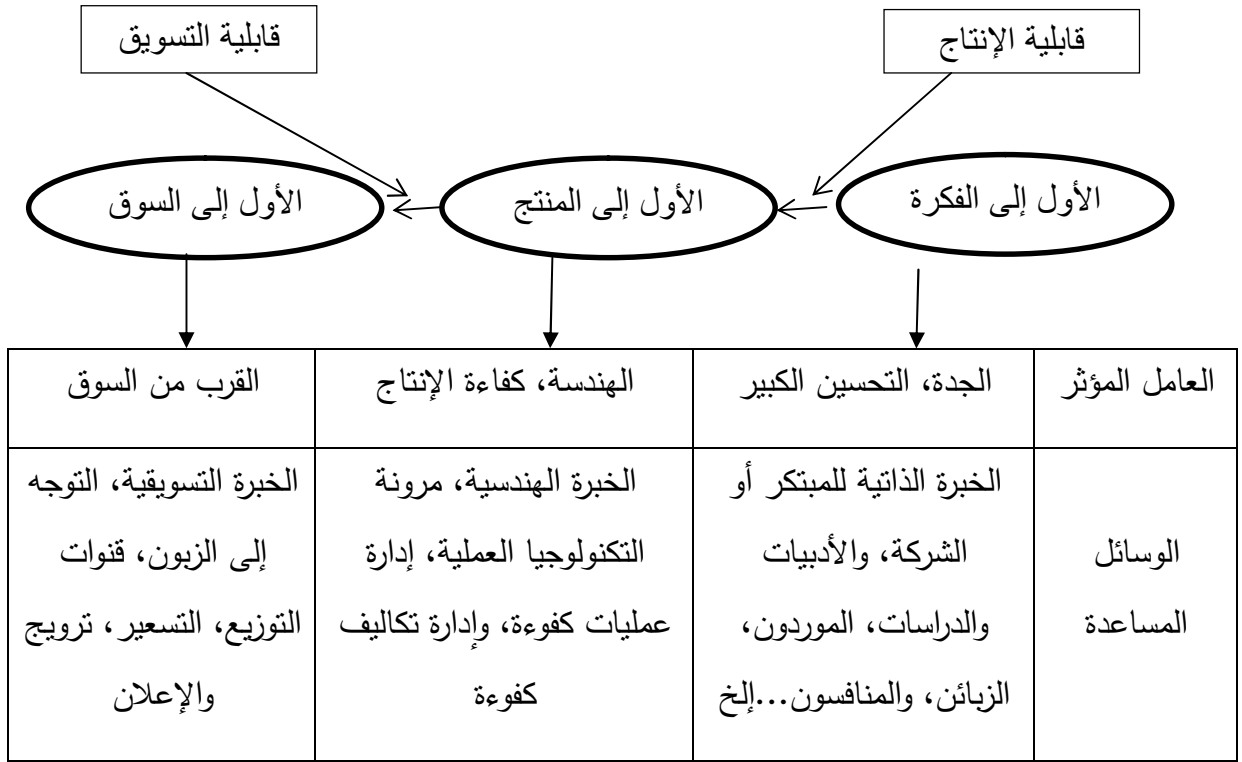 قابلية الإنتاج
قابلية التسويق
الأول إلى الفكرة
الأول إلى المنتج
الأول إلى السوق
العامل المؤثر
الجدة، التحسين الكبير
الهندسة، كفاءة الإنتاج
القرب من السوق
الوسائل
المساعدة
الخبرة الذاتية للمبتكر أو
الشركة، والأدبيات
والدراسات، الموردون،
الزبائن، والمنافسون...إلخ
الخبرة الهندسية، مرونة
التكنولوجيا العملية، إدارة
عمليات كفوءة، وإدارة تكاليف
كفوءة
الخبرة التسويقية، التوجه
إلى الزبون، قنوات
التوزيع، التسعير، ترويج
والإعلان